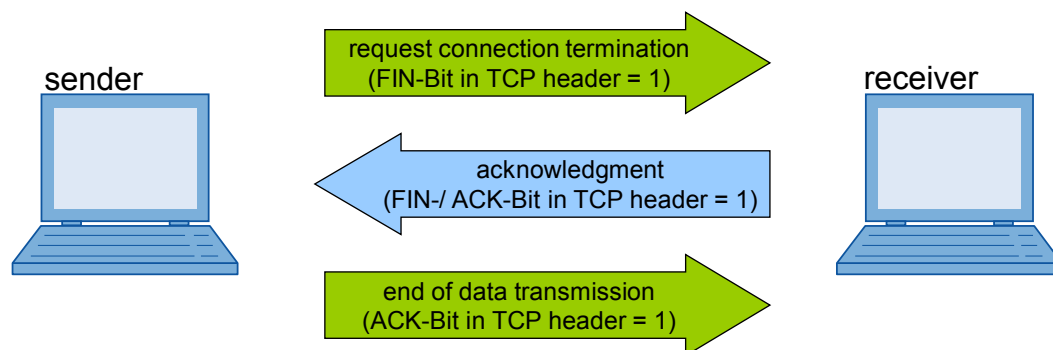 request connection termination
(FIN-Bit in TCP header = 1)
sender
receiver
acknowledgment
(FIN-/ ACK-Bit in TCP header = 1)
end of data transmission
(ACK-Bit in TCP header = 1)